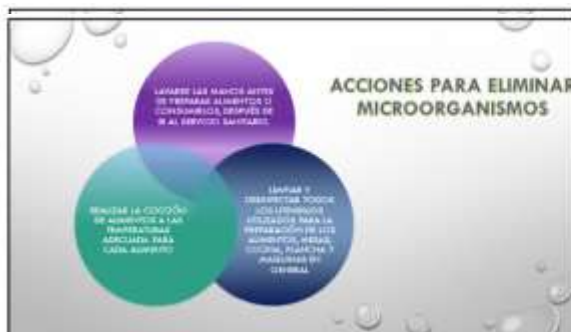 ACCIONES PARA ELIMINAR
MICROORGANISMOS
LAVARSE LAS MANOS ANTES
DE PREPARAR ALIMENTOS O
CONSUMIRLOS, DESPUÉS DE
IR AL SERVICIO SANITARIO.
REALIZAR LA COCCIÓN
DE ALIMENTOS A LAS
TEMPERATURAS
ADECUADA PARA
CADA ALIMENTO
LIMPIAR Y
DESINFECTAR TODOS
LOS UTENSILIOS
UTILIZADOS PARA LA
PREPARACIÓN DE LOS
ALIMENTOS, MESAS,
COCINA, PLANCHA Y
MAQUINAS EN
GENERAL